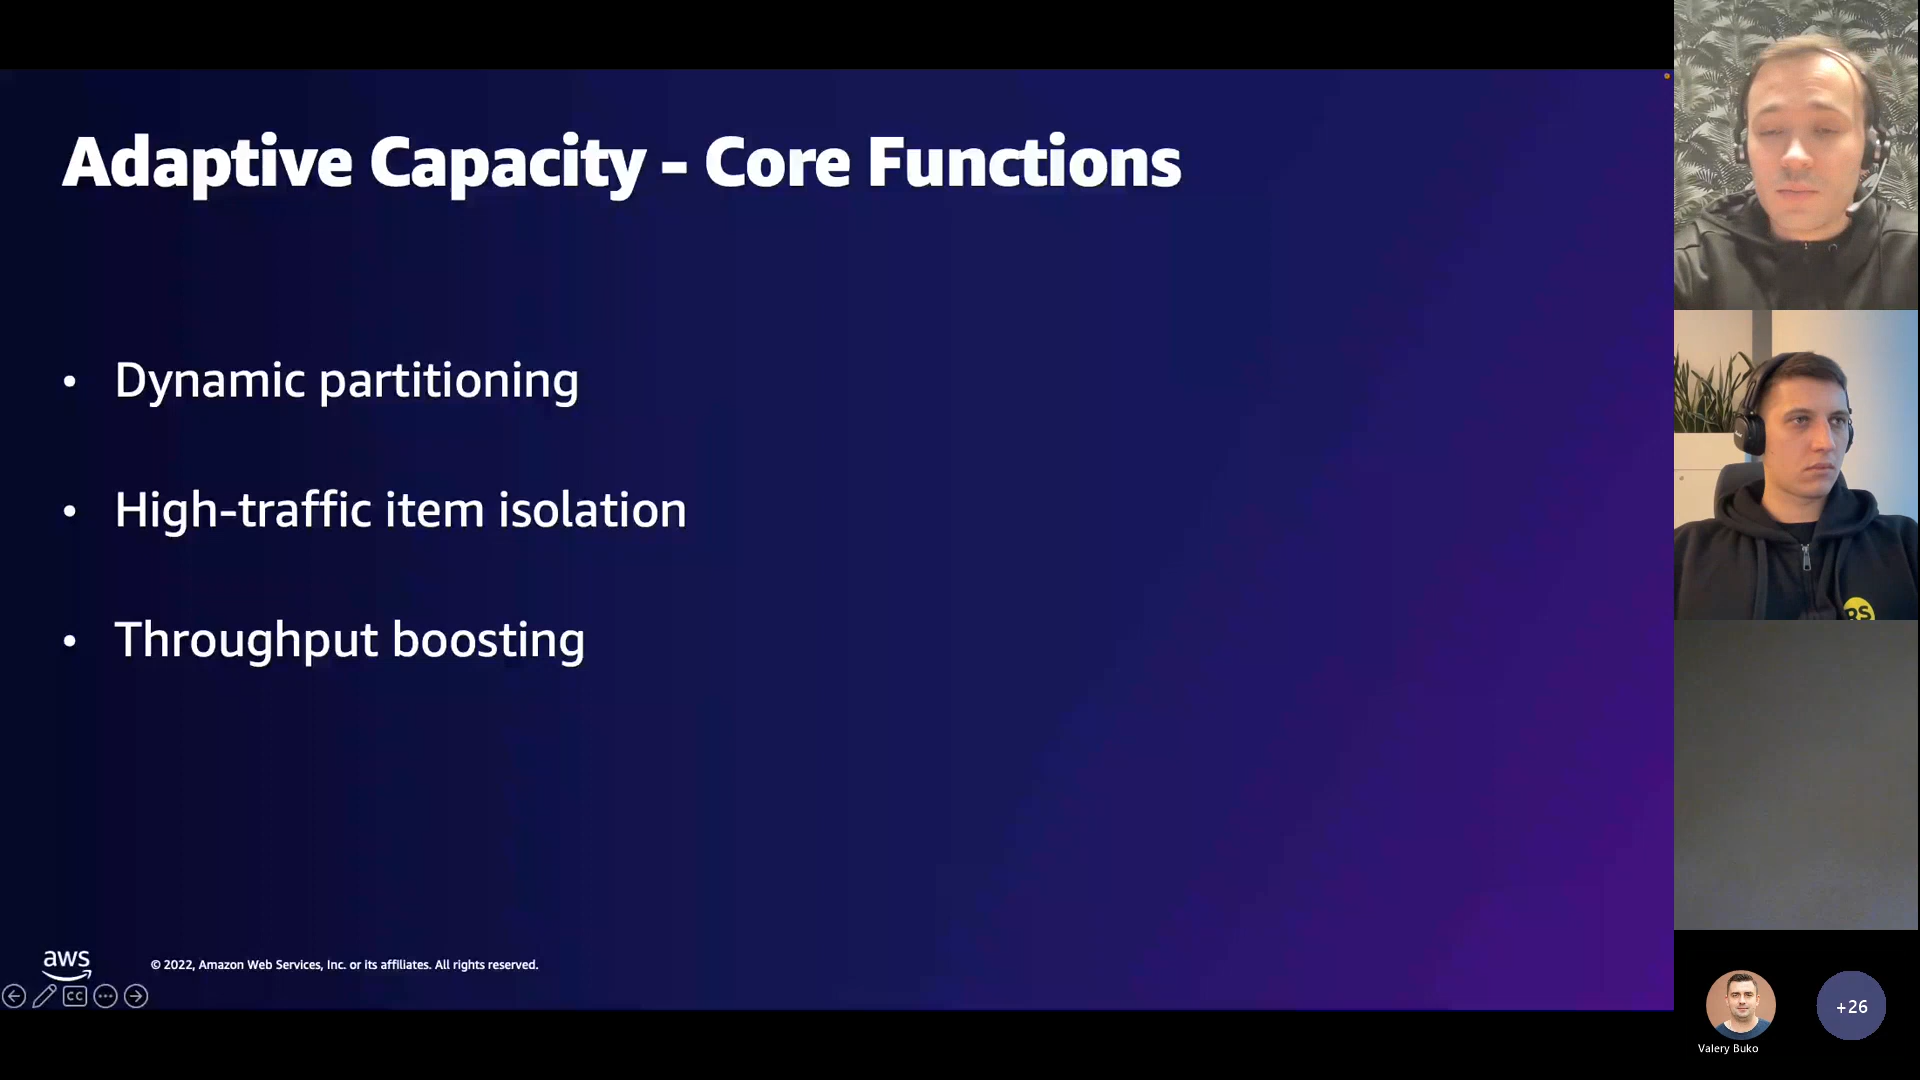 Adaptive Capacity - Core Functions
• Dynamic partitioning
• High-traffic item isolation
• Throughput boosting
aws
© 2022, Amazon Web Services, Inc. or its affiliates. All rights reserved.
CC
RS
+26
Valery Buko